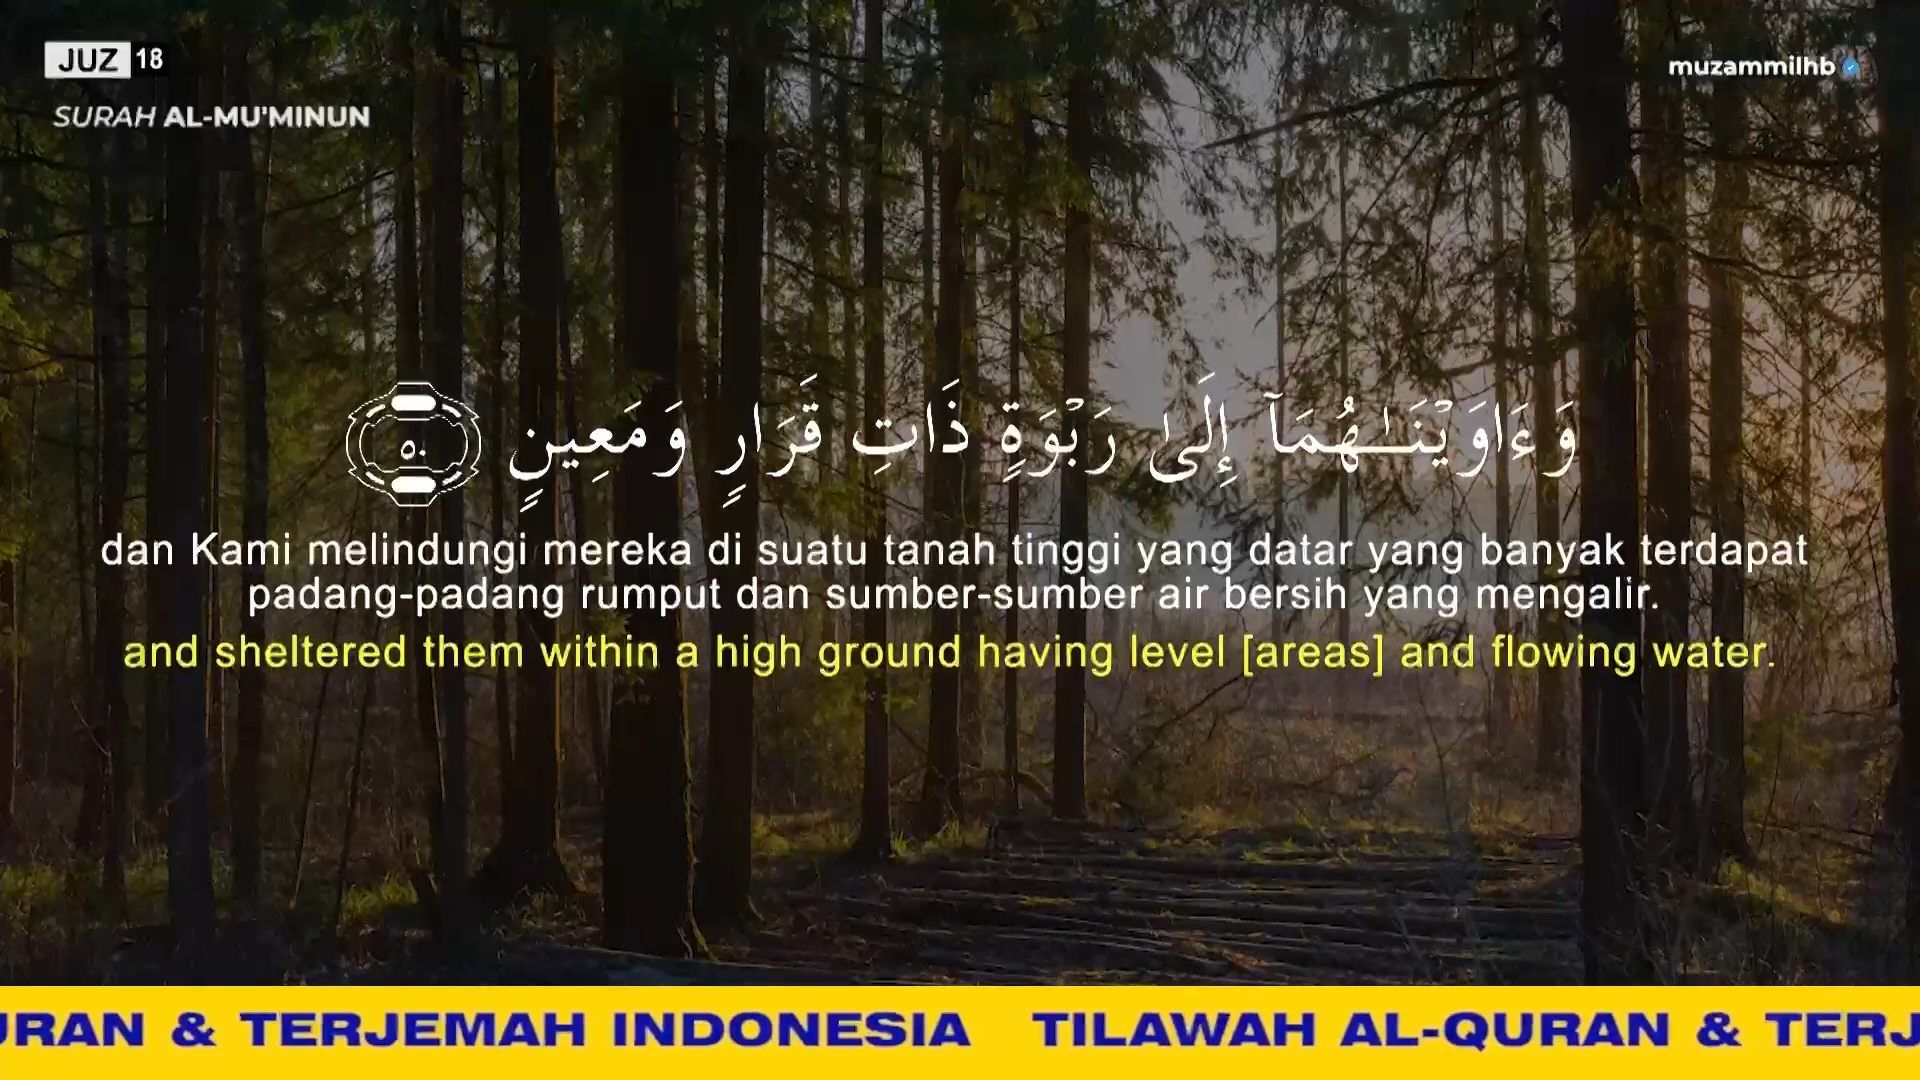 JUZ 18
muzammilhb
SURAH AL-MU'MINUN
وَءَاوَيْنَـٰهُمَآ إِلَىٰ رَبْوَةٍ ذَاتِ قَرَارٍ وَمَعِينٍ ٥٠
dan Kami melindungi mereka di suatu tanah tinggi yang datar yang banyak terdapat
padang-padang rumput dan sumber-sumber air bersih yang mengalir.
and sheltered them within a high ground having level [areas] and flowing water.
URAN & TERJEMAH INDONESIA TILAWAH AL-QURAN & TERJ